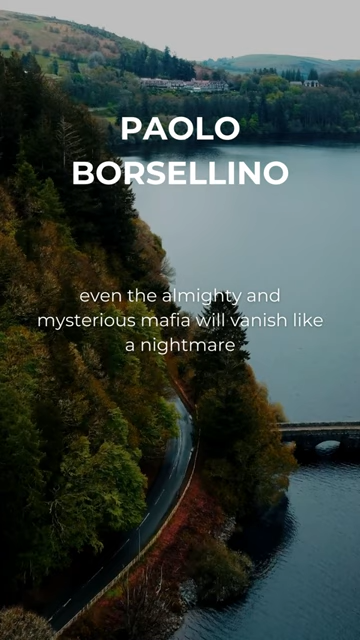 PAOLO
BORSELLINO
even the almighty and
mysterious mafia will vanish like
a nightmare